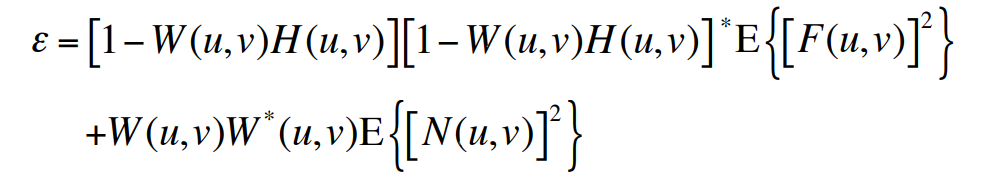 ε = [1 − W(u,v)H(u,v)][1 − W(u,v)H(u,v)]* E{[F(u,v)]²}
+W(u,v)W*(u,v)E{[N(u,v)]²}